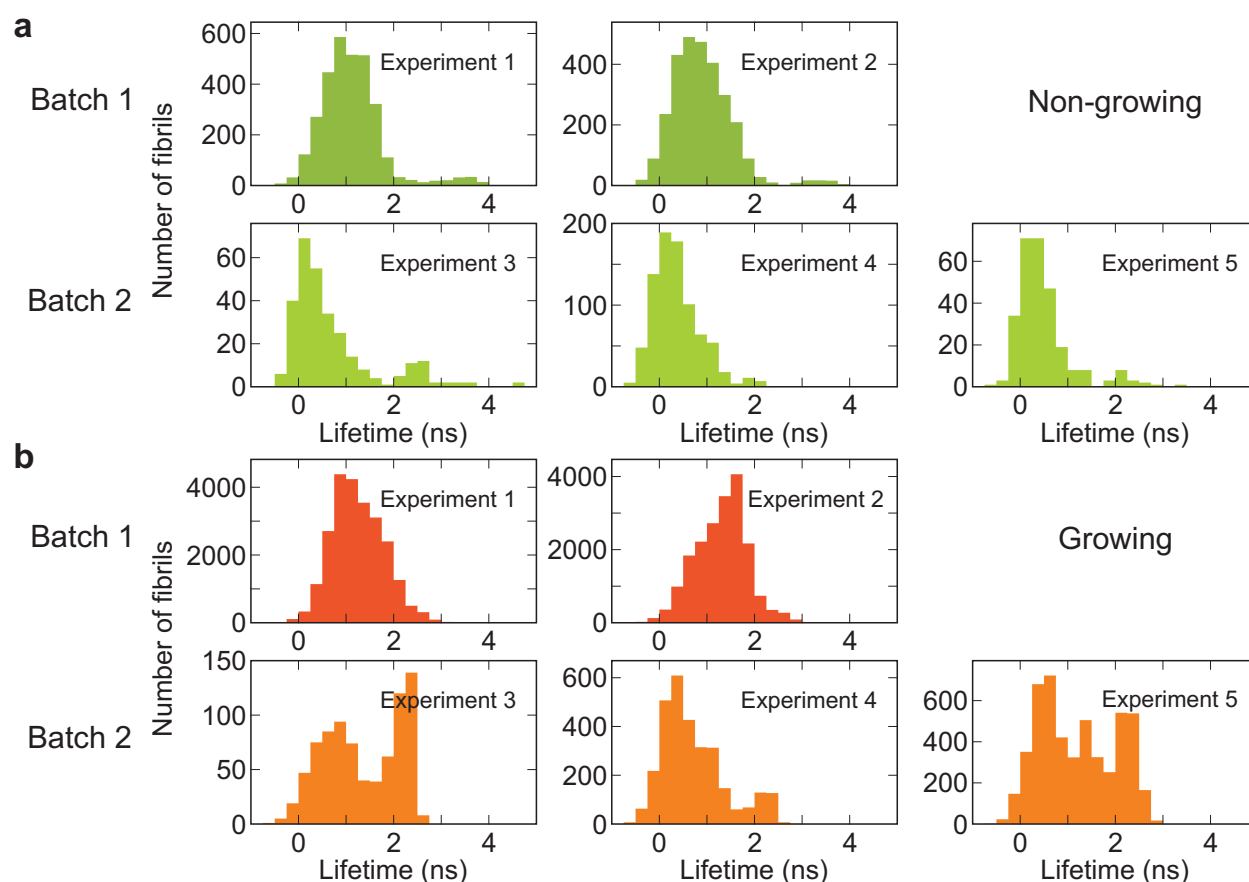 a
Batch 1
Number of fibrils
600
400
200
0
Experiment 1
0 2 4
400
200
0
Experiment 2
0 2 4
Non-growing
Batch 2
60
40
20
0
Experiment 3
0 2 4
Lifetime (ns)
200
100
0
Experiment 4
0 2 4
Lifetime (ns)
60
40
20
0
Experiment 5
0 2 4
Lifetime (ns)
b
Batch 1
Number of fibrils
4000
2000
0
Experiment 1
0 2 4
4000
2000
0
Experiment 2
0 2 4
Growing
Batch 2
150
100
50
0
Experiment 3
0 2 4
Lifetime (ns)
600
400
200
0
Experiment 4
0 2 4
Lifetime (ns)
600
400
200
0
Experiment 5
0 2 4
Lifetime (ns)